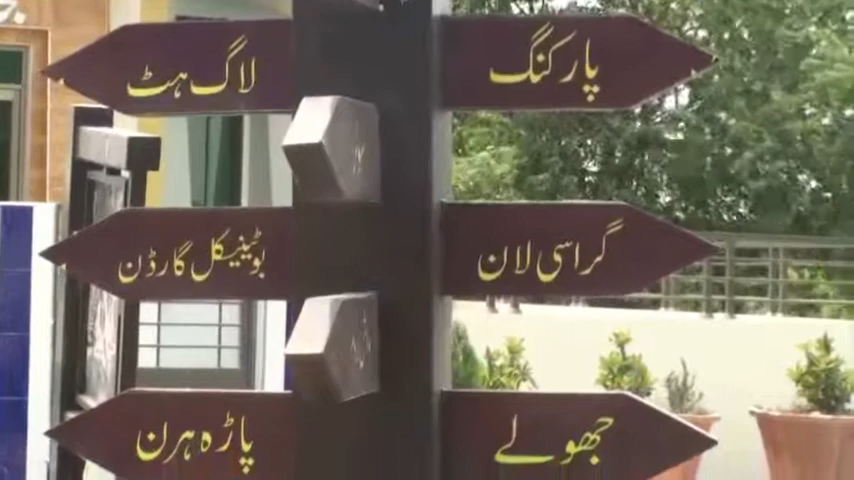 پارکنگ
لاگ ہٹ
گراسی لان
بوٹینیکل گارڈن
جھولے
پاڑہ ہرن